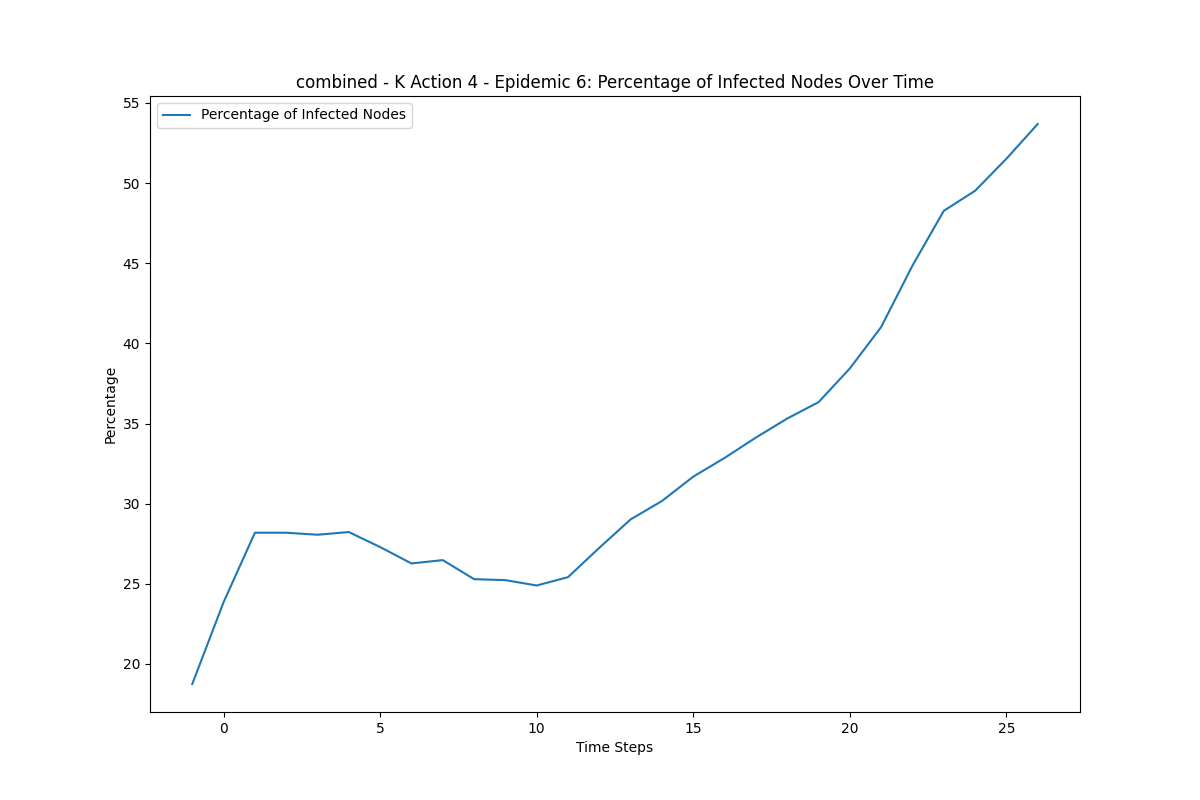 combined - K Action 4 - Epidemic 6: Percentage of Infected Nodes Over Time
Percentage of Infected Nodes
55
50
45
40
35
30
25
20
Percentage
0 5 10 15 20 25
Time Steps